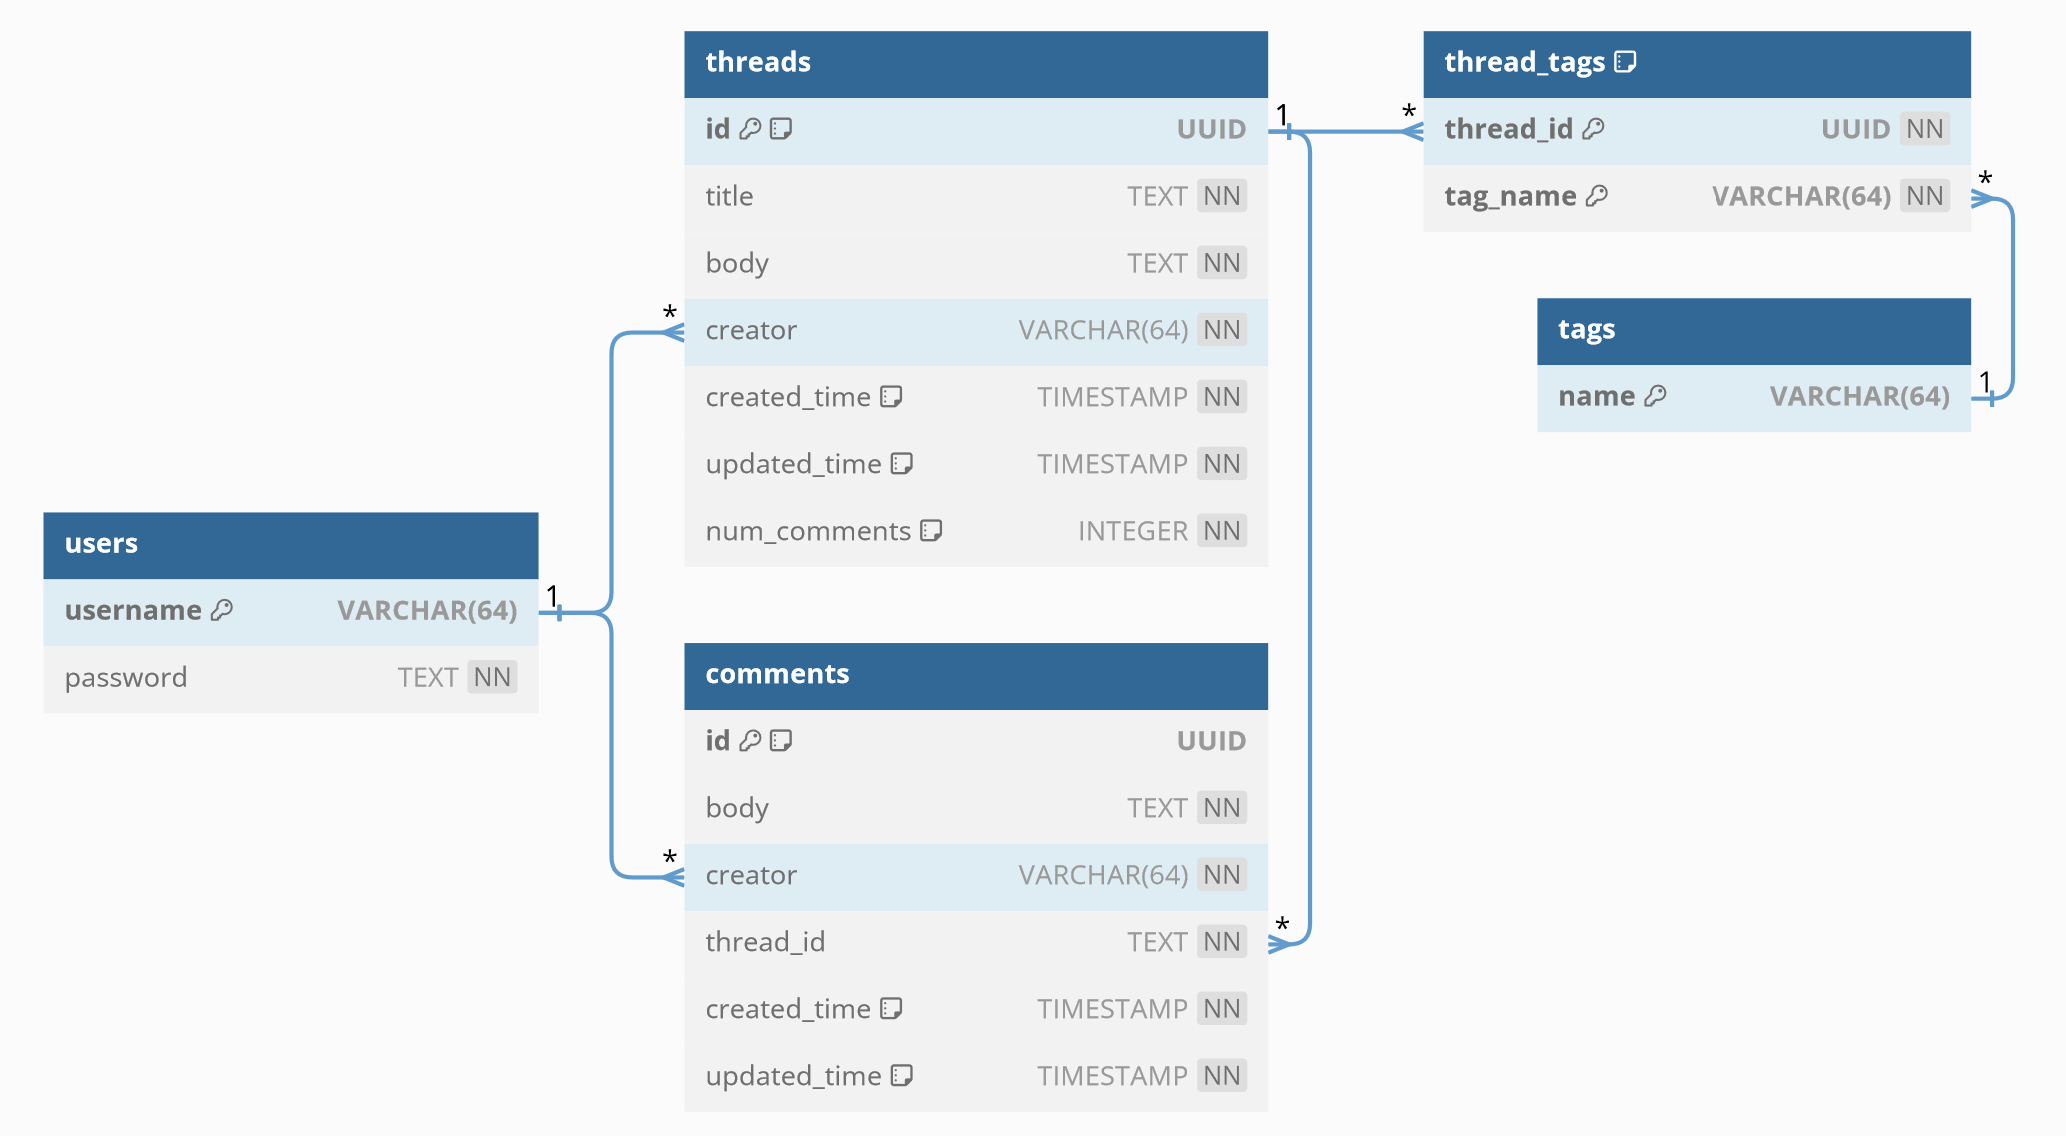 threads
id UUID
title TEXT NN
body TEXT NN
creator VARCHAR(64) NN
created_time TIMESTAMP NN
updated_time TIMESTAMP NN
num_comments INTEGER NN
1 *
thread_tags
thread_id UUID NN
tag_name VARCHAR(64) NN
*
tags
name VARCHAR(64)
1
*
users
username VARCHAR(64)
password TEXT NN
1
*
comments
id UUID
body TEXT NN
creator VARCHAR(64) NN
thread_id TEXT NN
created_time TIMESTAMP NN
updated_time TIMESTAMP NN
*